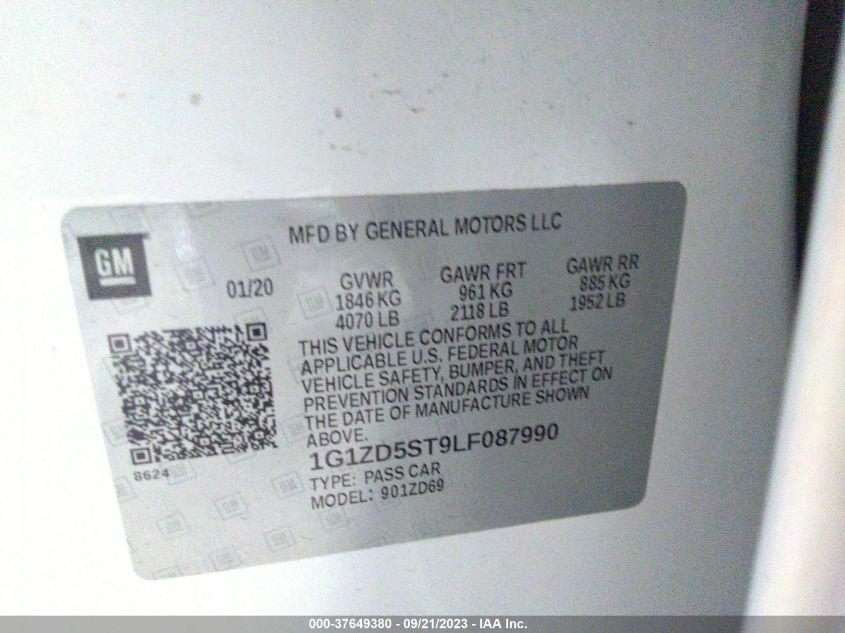 MFD BY GENERAL MOTORS LLC
GM
01/20
GVWR GAWR FRT GAWR RR
1846 KG 961 KG 885 KG
4070 LB 2118 LB 1952 LB
THIS VEHICLE CONFORMS TO ALL
APPLICABLE U.S. FEDERAL MOTOR
VEHICLE SAFETY, BUMPER, AND THEFT
PREVENTION STANDARDS IN EFFECT ON
THE DATE OF MANUFACTURE SHOWN
ABOVE.
8624
1G1ZD5ST9LF087990
TYPE: PASS CAR
MODEL: 901ZD69
000-37649380 - 09/21/2023 - IAA Inc.